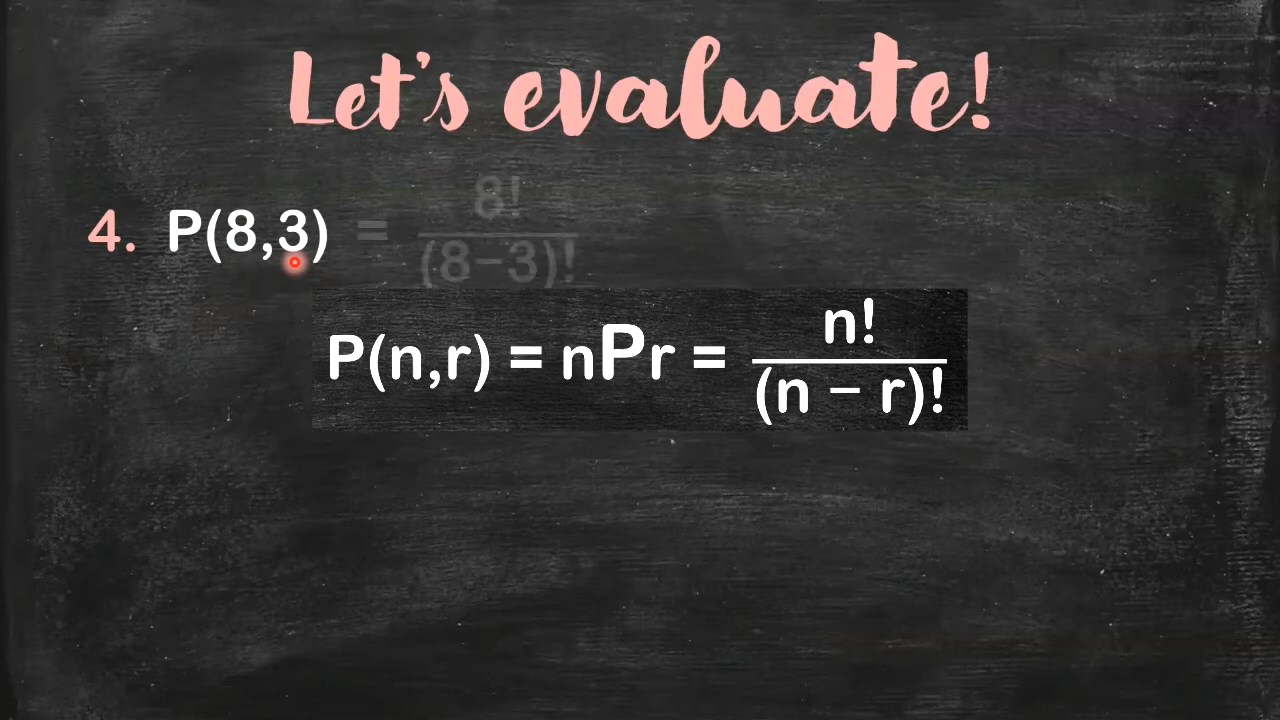 Let's evaluate!
4. P(8,3) = 8!/(8−3)!
P(n,r) = nPr = n!/(n − r)!